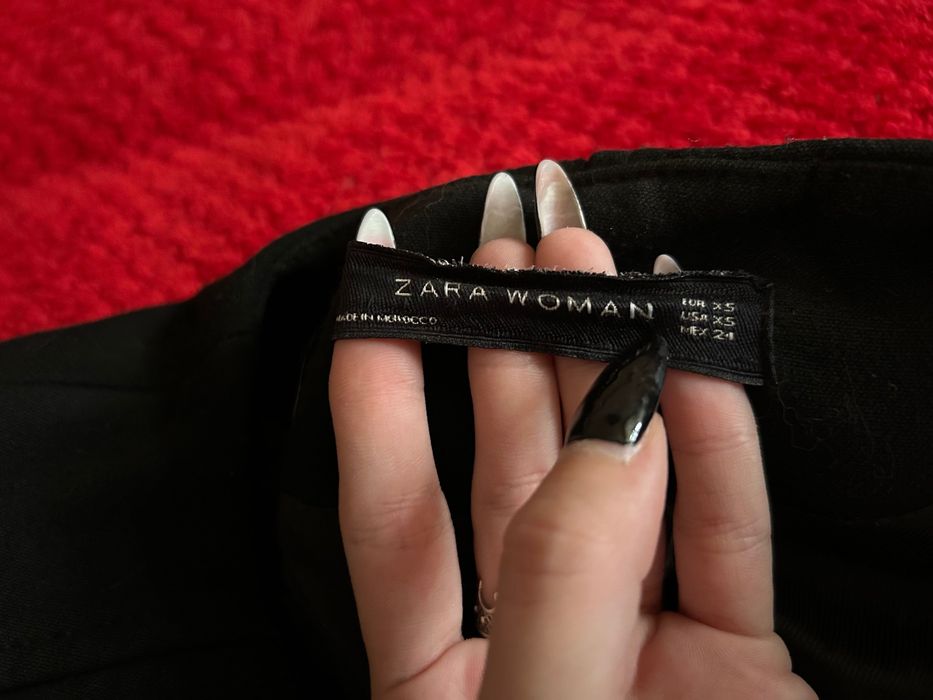 ZARA WOMAN
MADE IN MOROCCO
EUR XS
USA XS
MEX 24